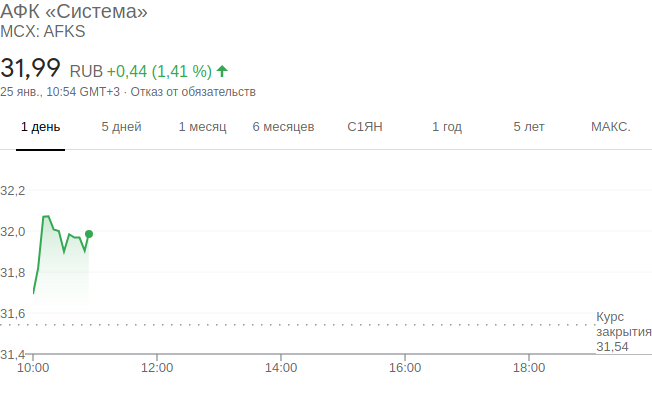 АФК «Система»
MCX: AFKS
31,99 RUB +0,44 (1,41 %)
25 янв., 10:54 GMT+3 · Отказ от обязательств
1 день 5 дней 1 месяц 6 месяцев С1ЯН 1 год 5 лет МАКС.
32,2
32,0
31,8
31,6
Курс
закрытия
31,54
31,4
10:00 12:00 14:00 16:00 18:00